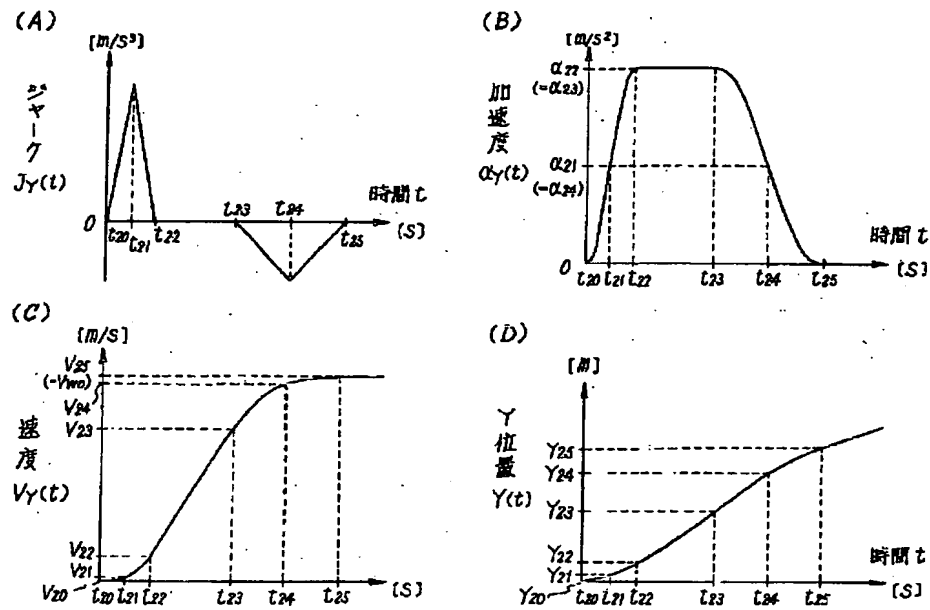 (A)
[m/s³]
ジャーク
JY(t)
0
t20
t21
t22
t23
t24
t25
時間 t
[S]
(B)
[m/s²]
加速度
αY(t)
α22
(-α23)
α21
(-α24)
0
t20
t21
t22
t23
t24
t25
時間 t
[S]
(C)
[m/s]
速度
VY(t)
V25
(-VW0)
V24
V23
V22
V21
V20
t20
t21
t22
t23
t24
t25
[S]
(D)
[m]
Y位置
Y(t)
Y25
Y24
Y23
Y22
Y21
Y20
t20
t21
t22
t23
t24
t25
時間 t
[S]